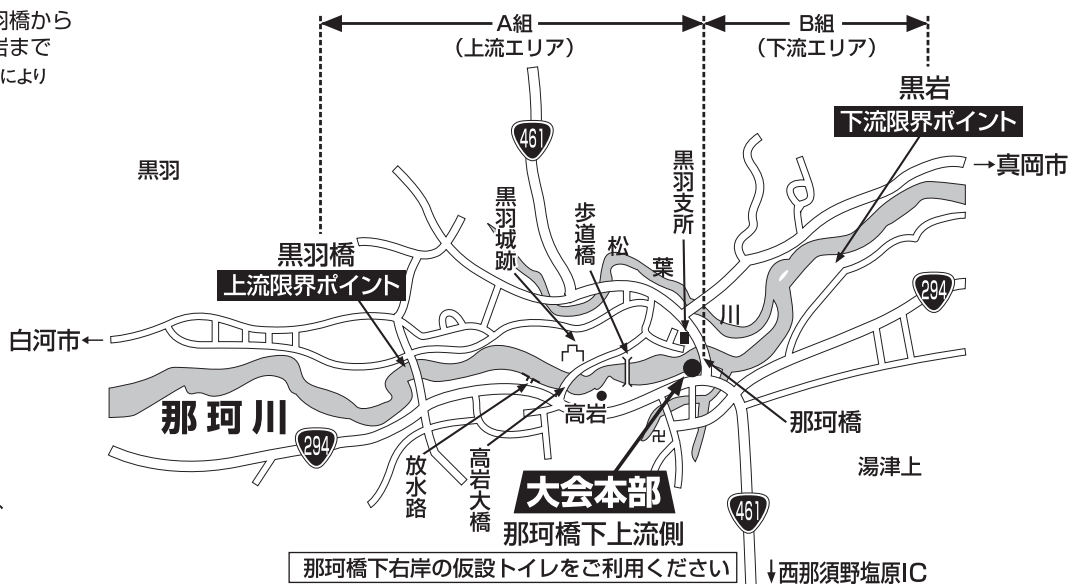 羽橋から
岩まで
により
A組
(上流エリア)
B組
(下流エリア)
黒岩
下流限界ポイント
→真岡市
461
黒羽
黒羽支所
黒羽城跡
歩道橋
松葉川
黒羽橋
上流限界ポイント
294
白河市←
那珂川
294
高岩
那珂橋
放水路
高岩大橋
卍
湯津上
大会本部
那珂橋下上流側
461
那珂橋下右岸の仮設トイレをご利用ください
↓西那須野塩原IC
、